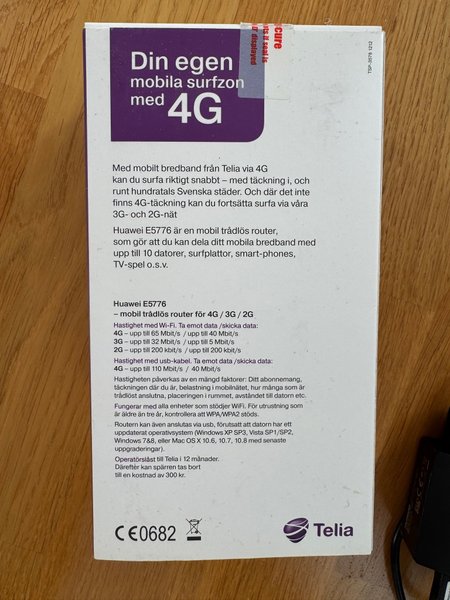 cure
ts if seal is
or displayed
TSP-3679 1212
Din egen
mobila surfzon
med 4G
Med mobilt bredband från Telia via 4G
kan du surfa riktigt snabbt – med täckning i, och
runt hundratals Svenska städer. Och där det inte
finns 4G-täckning kan du fortsätta surfa via våra
3G- och 2G-nät
Huawei E5776 är en mobil trådlös router,
som gör att du kan dela ditt mobila bredband med
upp till 10 datorer, surfplattor, smart-phones,
TV-spel o.s.v.
Huawei E5776
– mobil trådlös router för 4G / 3G / 2G
Hastighet med Wi-Fi. Ta emot data /skicka data:
4G – upp till 65 Mbit/s / upp till 40 Mbit/s
3G – upp till 32 Mbit/s / upp till 5 Mbit/s
2G – upp till 200 kbit/s / upp till 200 kbit/s
Hastighet med usb-kabel. Ta emot data /skicka data:
4G – upp till 110 Mbit/s / 40 Mbit/s
Hastigheten påverkas av en mängd faktorer: Ditt abonnemang,
täckningen där du är, belastning i mobilnätet, hur många som är
trådlöst anslutna, placeringen i rummet, avståndet till datorn etc.
Fungerar med alla enheter som stödjer WiFi. För utrustning som
är äldre än tre år, kontrollera att WPA/WPA2 stöds.
Routern kan även anslutas via usb, förutsatt att datorn har ett
uppdaterat operativsystem (Windows XP SP3, Vista SP1/SP2,
Windows 7&8, eller Mac OS X 10.6, 10.7, 10.8 med senaste
uppgraderingar).
Operatörslåst till Telia i 12 månader.
Därefter kan spärren tas bort
till en kostnad av 300 kr.
CE0682
Telia